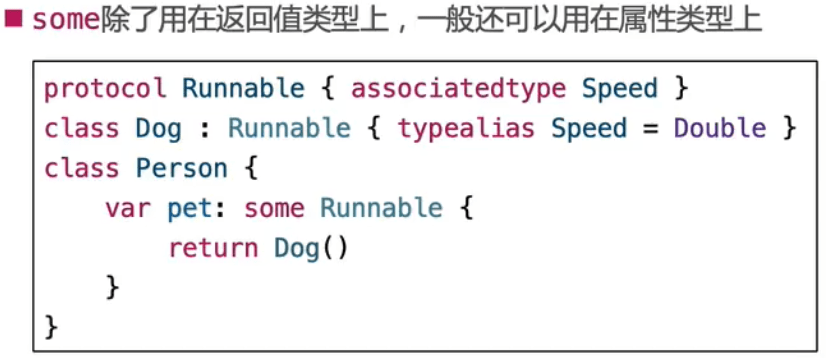 some除了用在返回值类型上，一般还可以用在属性类型上
protocol Runnable { associatedtype Speed }
class Dog : Runnable { typealias Speed = Double }
class Person {
    var pet: some Runnable {
        return Dog()
    }
}